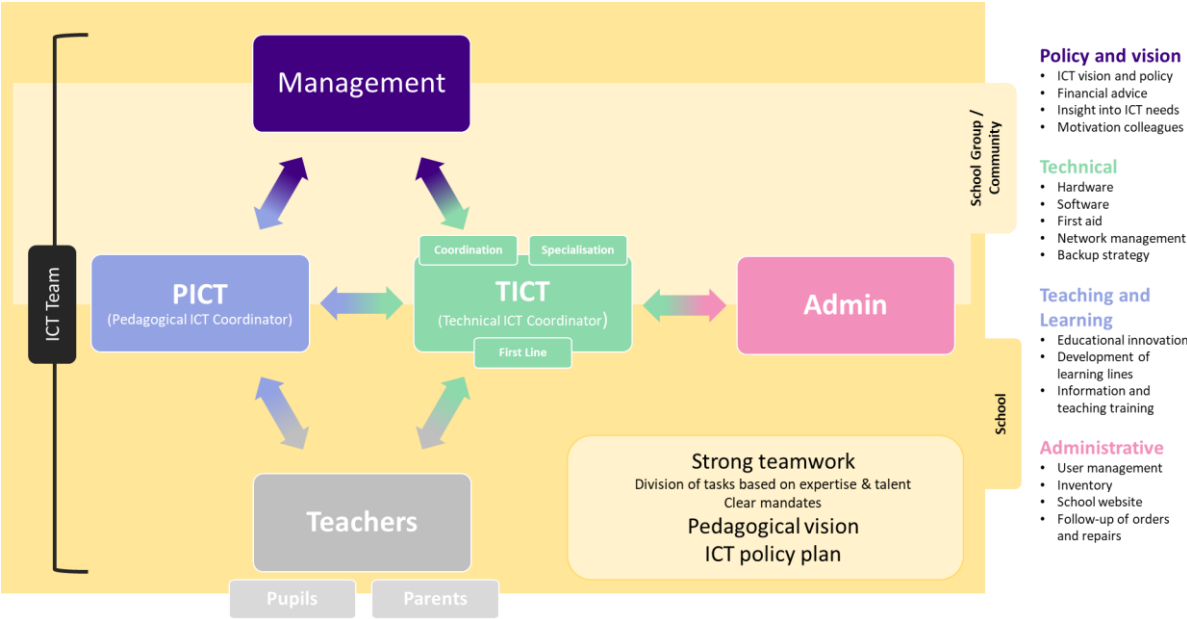 Management
School Group /
Community
ICT Team
Coordination
Specialisation
PICT
(Pedagogical ICT Coordinator)
TICT
(Technical ICT Coordinator)
First Line
Admin
School
Teachers
Pupils
Parents
Strong teamwork
Division of tasks based on expertise & talent
Clear mandates
Pedagogical vision
ICT policy plan
Policy and vision
• ICT vision and policy
• Financial advice
• Insight into ICT needs
• Motivation colleagues
Technical
• Hardware
• Software
• First aid
• Network management
• Backup strategy
Teaching and
Learning
• Educational innovation
• Development of
learning lines
• Information and
teaching training
Administrative
• User management
• Inventory
• School website
• Follow-up of orders
and repairs